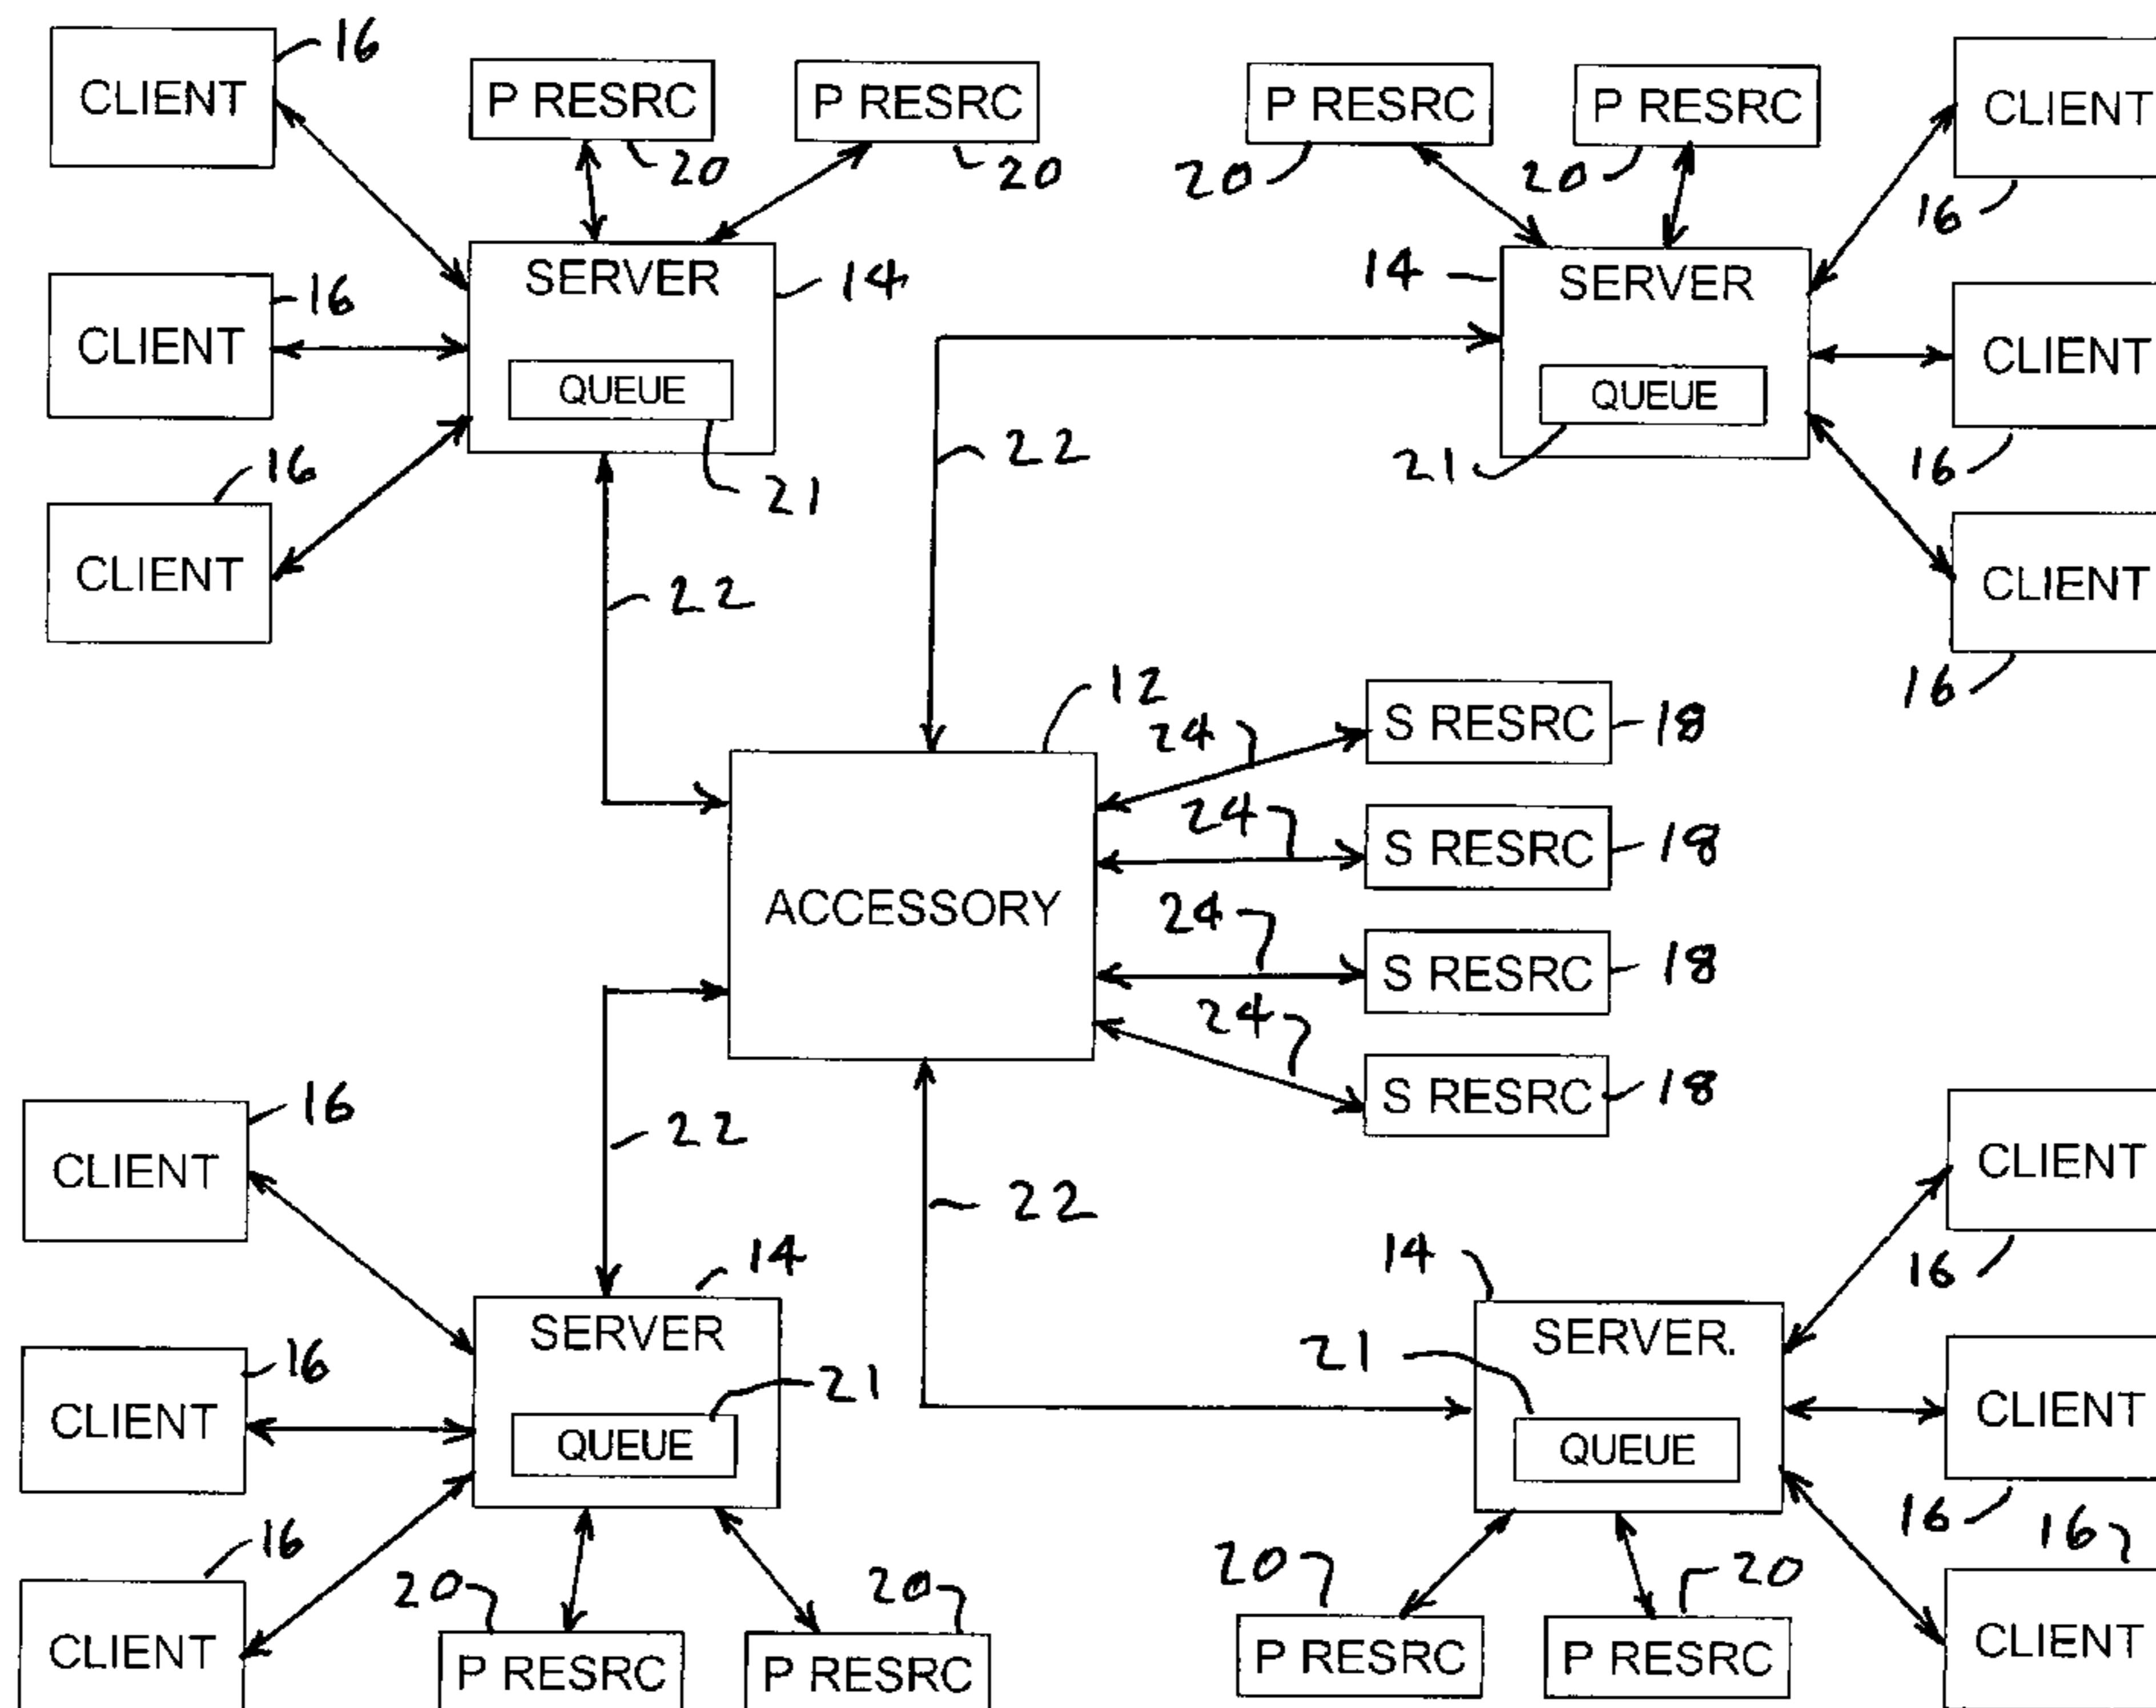 CLIENT 16 P RESRC 20 P RESRC 20 P RESRC 20 P RESRC 20 CLIENT 16
CLIENT 16 SERVER 14 14 SERVER CLIENT 16
QUEUE 21 QUEUE 21
CLIENT 16 22 22 CLIENT 16
12
ACCESSORY
24 S RESRC 18
24 S RESRC 18
24 S RESRC 18
24 S RESRC 18
CLIENT 16 22 22 CLIENT 16
SERVER 14 14 SERVER.
CLIENT 16 QUEUE 21 21 QUEUE CLIENT 16
CLIENT 16 20 P RESRC 20 P RESRC 20 P RESRC 20 P RESRC 16 CLIENT